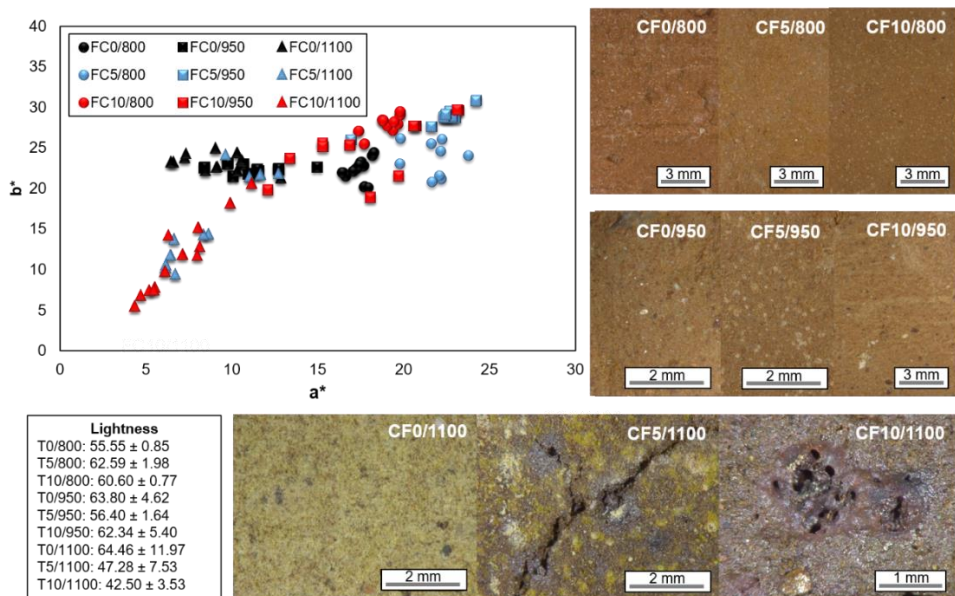 40
35
30
25
20
15
10
5
0
b*
FC0/800 FC0/950 FC0/1100
FC5/800 FC5/950 FC5/1100
FC10/800 FC10/950 FC10/1100
0 5 10 15 20 25 30
a*
CF0/800 CF5/800 CF10/800
3 mm 3 mm 3 mm
CF0/950 CF5/950 CF10/950
2 mm 2 mm 3 mm
Lightness
T0/800: 55.55 ± 0.85
T5/800: 62.59 ± 1.98
T10/800: 60.60 ± 0.77
T0/950: 63.80 ± 4.62
T5/950: 56.40 ± 1.64
T10/950: 62.34 ± 5.40
T0/1100: 64.46 ± 11.97
T5/1100: 47.28 ± 7.53
T10/1100: 42.50 ± 3.53
CF0/1100 CF5/1100 CF10/1100
2 mm 2 mm 1 mm